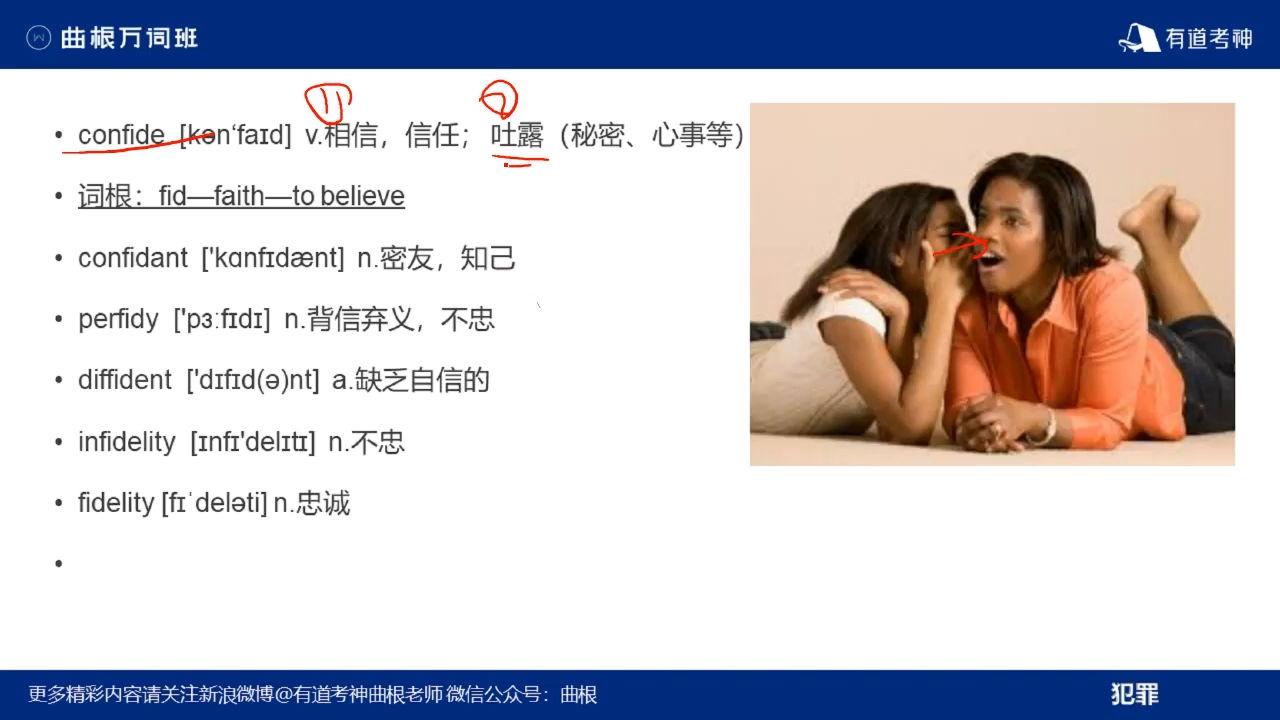 曲根万词班
有道考神
confide [kən'faɪd] v.相信，信任；吐露（秘密、心事等）
词根：fid—faith—to believe
confidant ['kɑnfɪdænt] n.密友，知己
perfidy ['pɜːfɪdɪ] n.背信弃义，不忠
diffident ['dɪfɪd(ə)nt] a.缺乏自信的
infidelity [ɪnfɪ'delɪtɪ] n.不忠
fidelity [fɪˈdeləti] n.忠诚
更多精彩内容请关注新浪微博@有道考神曲根老师 微信公众号：曲根
犯罪